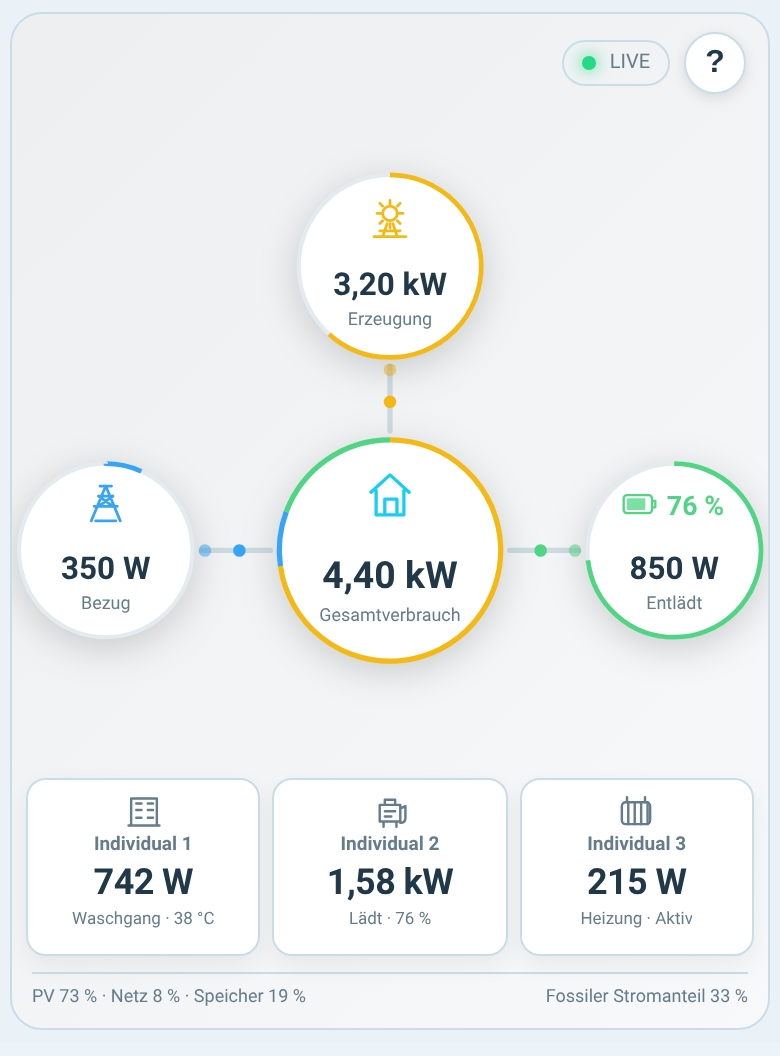 LIVE
?
3,20 kW
Erzeugung
350 W
Bezug
4,40 kW
Gesamtverbrauch
76 %
850 W
Entlädt
Individual 1
742 W
Waschgang · 38 °C
Individual 2
1,58 kW
Lädt · 76 %
Individual 3
215 W
Heizung · Aktiv
PV 73 % · Netz 8 % · Speicher 19 %
Fossiler Stromanteil 33 %